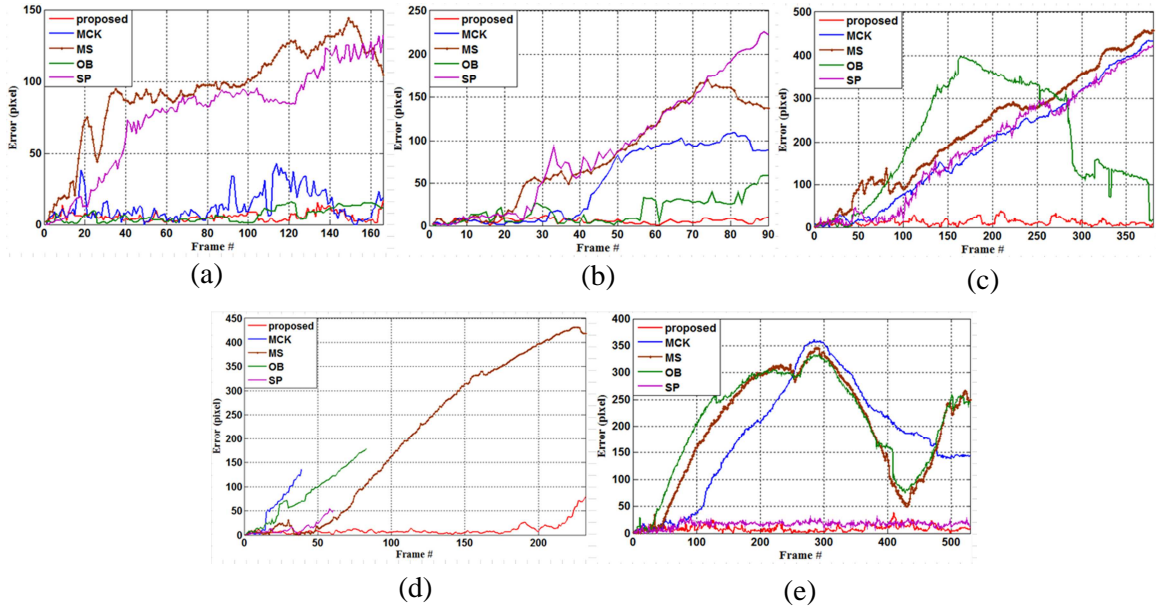 proposed
MCK
MS
OB
SP
Error (pixel)
150
100
50
0
0 20 40 60 80 100 120 140 160
Frame #
(a)
proposed
MCK
MS
OB
SP
Error (pixel)
250
200
150
100
50
0
0 10 20 30 40 50 60 70 80 90
Frame #
(b)
proposed
MCK
MS
OB
SP
Error (pixel)
500
400
300
200
100
0
0 50 100 150 200 250 300 350
Frame #
(c)
proposed
MCK
MS
OB
SP
Error (pixel)
450
400
350
300
250
200
150
100
50
0
0 50 100 150 200
Frame #
(d)
proposed
MCK
MS
OB
SP
Error (pixel)
400
350
300
250
200
150
100
50
0
0 100 200 300 400 500
Frame #
(e)